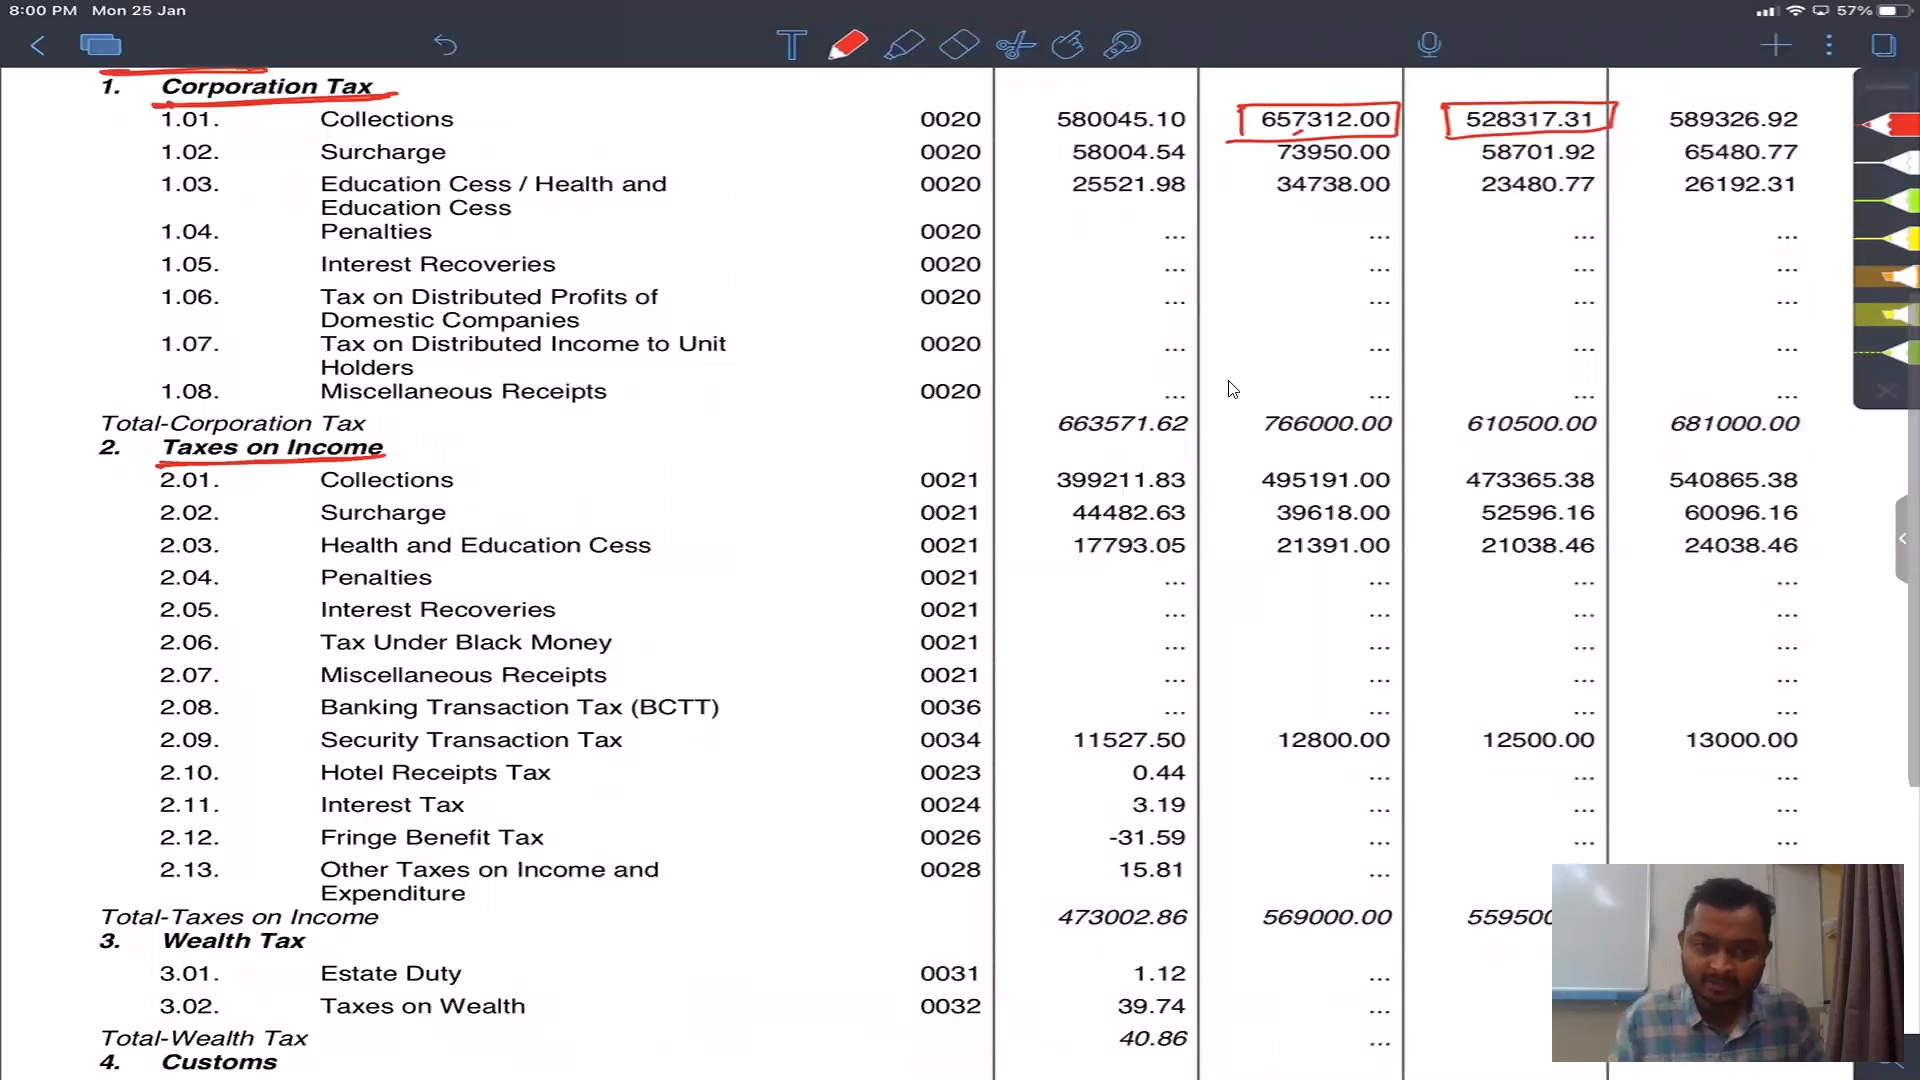 8:00 PM Mon 25 Jan 57%
1. Corporation Tax
1.01. Collections 0020 580045.10 657312.00 528317.31 589326.92
1.02. Surcharge 0020 58004.54 73950.00 58701.92 65480.77
1.03. Education Cess / Health and 0020 25521.98 34738.00 23480.77 26192.31
Education Cess
1.04. Penalties 0020 ... ... ... ...
1.05. Interest Recoveries 0020 ... ... ... ...
1.06. Tax on Distributed Profits of 0020 ... ... ... ...
Domestic Companies
1.07. Tax on Distributed Income to Unit 0020 ... ... ... ...
Holders
1.08. Miscellaneous Receipts 0020 ... ... ... ...
Total-Corporation Tax 663571.62 766000.00 610500.00 681000.00
2. Taxes on Income
2.01. Collections 0021 399211.83 495191.00 473365.38 540865.38
2.02. Surcharge 0021 44482.63 39618.00 52596.16 60096.16
2.03. Health and Education Cess 0021 17793.05 21391.00 21038.46 24038.46
2.04. Penalties 0021 ... ... ... ...
2.05. Interest Recoveries 0021 ... ... ... ...
2.06. Tax Under Black Money 0021 ... ... ... ...
2.07. Miscellaneous Receipts 0021 ... ... ... ...
2.08. Banking Transaction Tax (BCTT) 0036 ... ... ... ...
2.09. Security Transaction Tax 0034 11527.50 12800.00 12500.00 13000.00
2.10. Hotel Receipts Tax 0023 0.44 ... ... ...
2.11. Interest Tax 0024 3.19 ... ... ...
2.12. Fringe Benefit Tax 0026 -31.59 ... ... ...
2.13. Other Taxes on Income and 0028 15.81 ...
Expenditure
Total-Taxes on Income 473002.86 569000.00 559500
3. Wealth Tax
3.01. Estate Duty 0031 1.12 ...
3.02. Taxes on Wealth 0032 39.74 ...
Total-Wealth Tax 40.86 ...
4. Customs